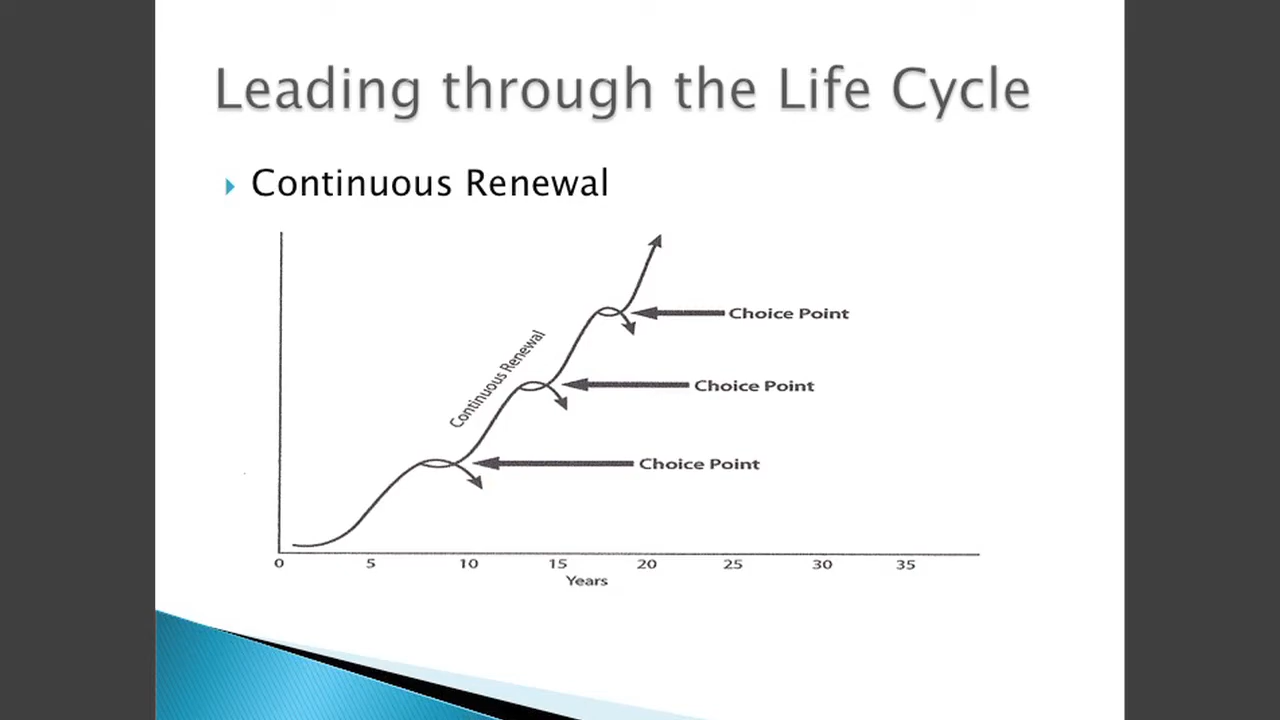 Leading through the Life Cycle
Continuous Renewal
Choice Point
Continuous Renewal
Choice Point
Choice Point
0 5 10 15 20 25 30 35
Years